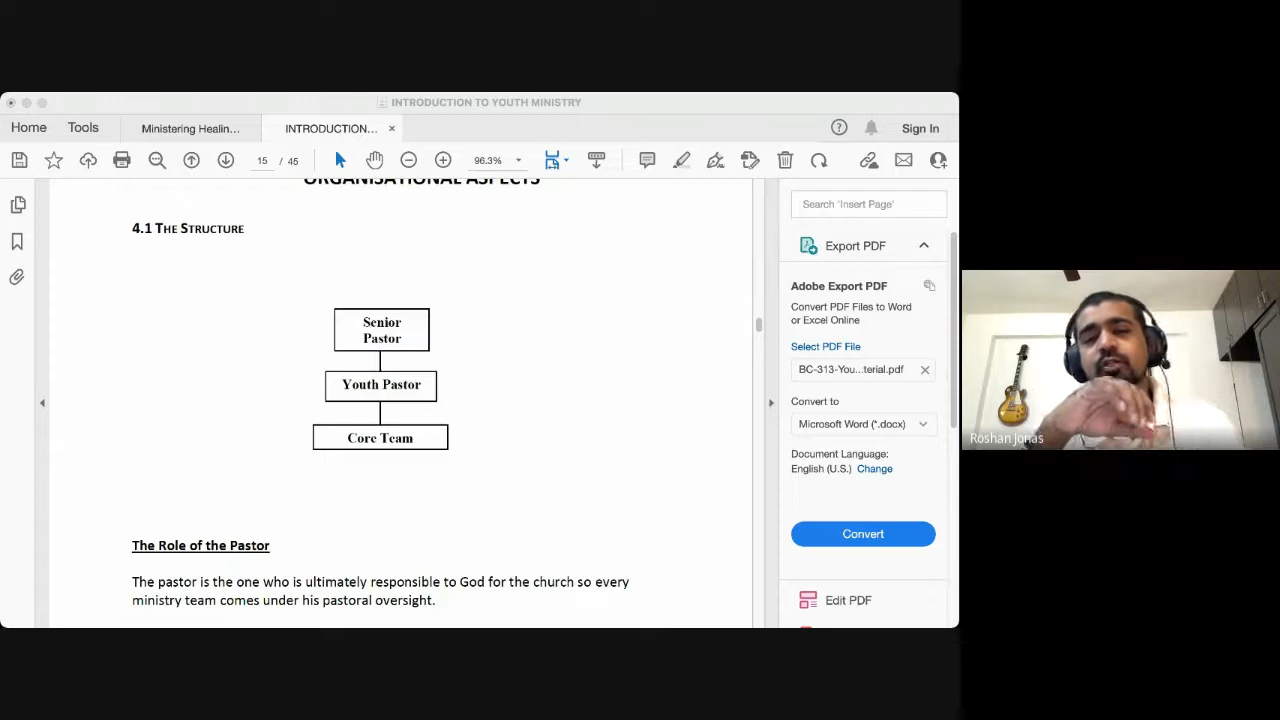 INTRODUCTION TO YOUTH MINISTRY
Home
Tools
Ministering Healin...
INTRODUCTION...
Sign In
15 / 45
96.3%
ORGANISATIONAL ASPECTS
4.1 THE STRUCTURE
Senior
Pastor
Youth Pastor
Core Team
The Role of the Pastor
The pastor is the one who is ultimately responsible to God for the church so every
ministry team comes under his pastoral oversight.
Search 'Insert Page'
Export PDF
Adobe Export PDF
Convert PDF Files to Word
or Excel Online
Select PDF File
BC-313-You...terial.pdf
Convert to
Microsoft Word (*.docx)
Document Language:
English (U.S.) Change
Convert
Edit PDF
Roshan Jonas